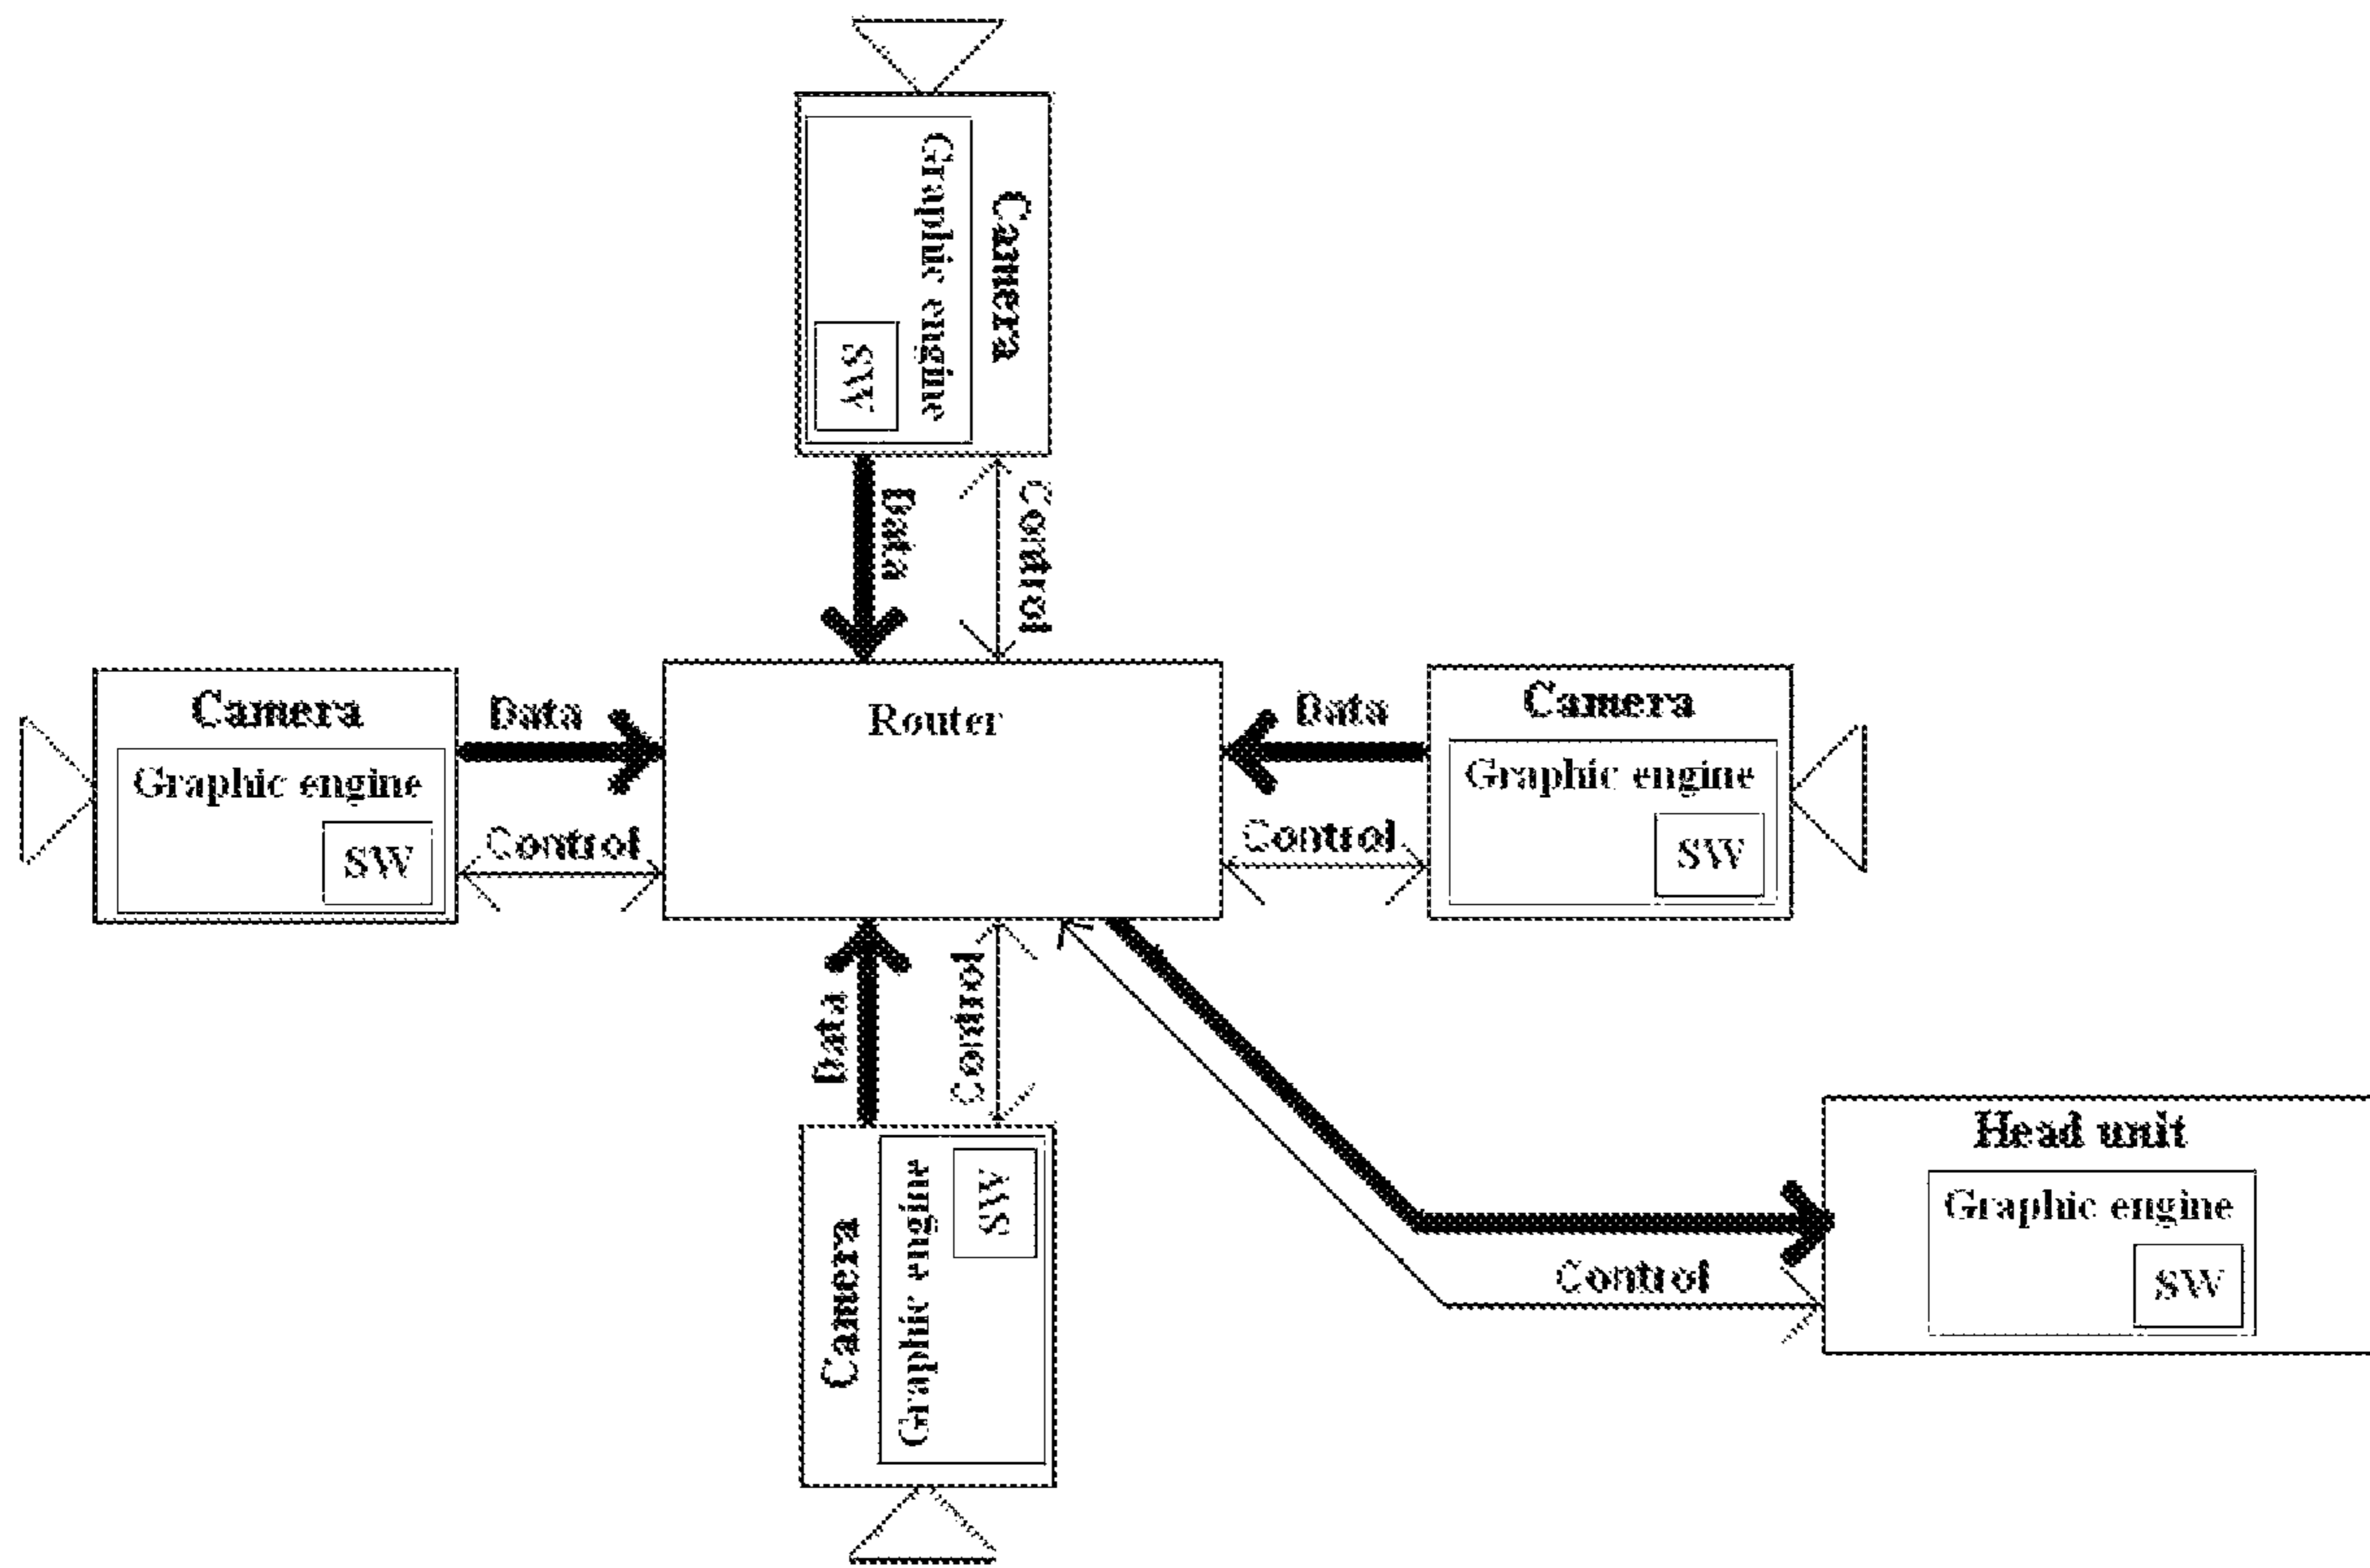 Camera
Graphic engine
SW
Data
Control
Camera
Graphic engine
SW
Data
Control
Router
Data
Control
Camera
Graphic engine
SW
Data
Control
Camera
Graphic engine
SW
Head unit
Graphic engine
SW
Control